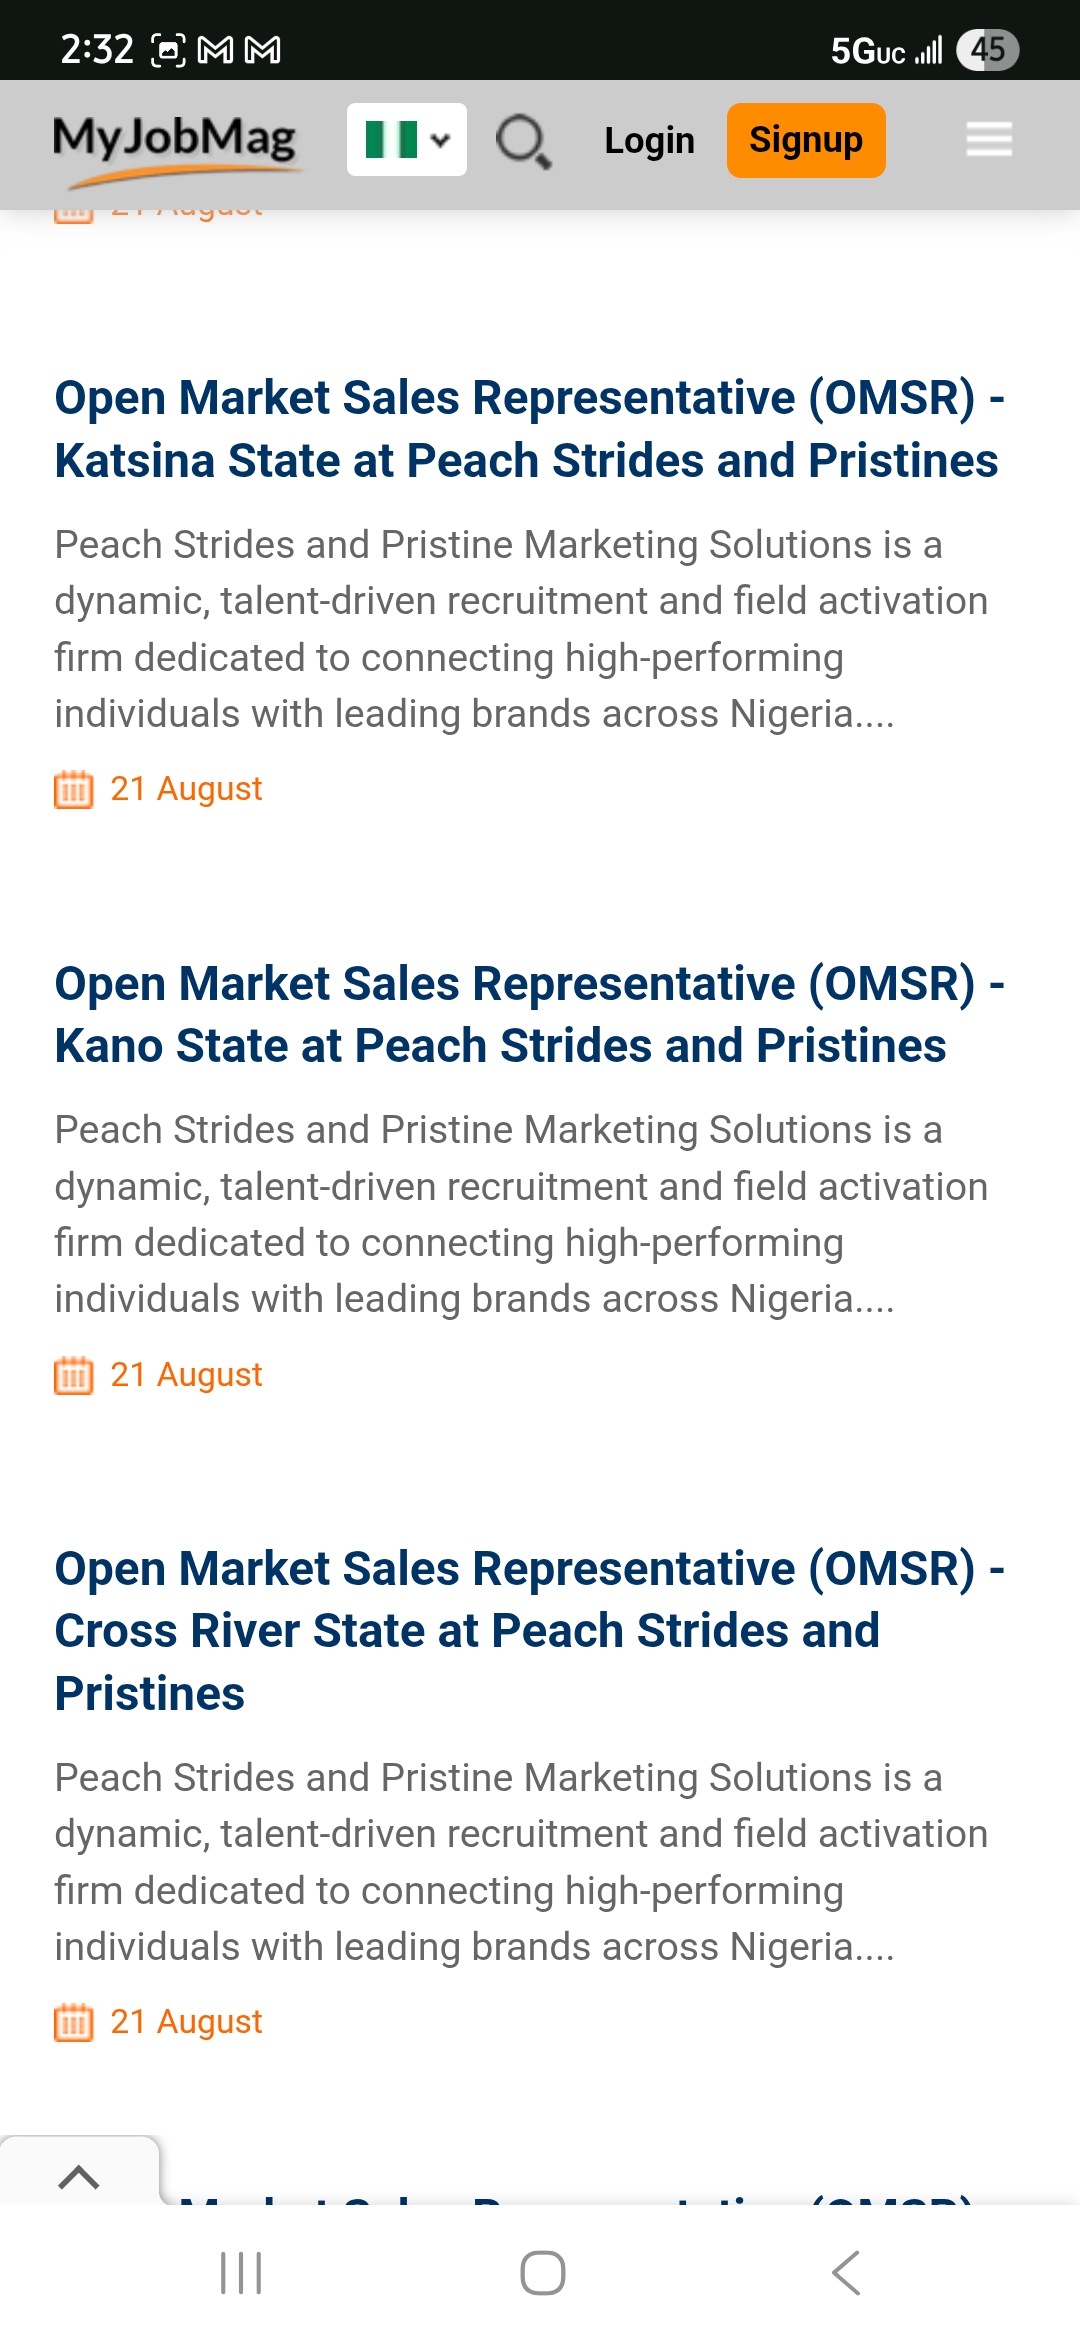 2:32
5GUC
45
MyJobMag
Login
Signup
21 August
Open Market Sales Representative (OMSR) -
Katsina State at Peach Strides and Pristines
Peach Strides and Pristine Marketing Solutions is a
dynamic, talent-driven recruitment and field activation
firm dedicated to connecting high-performing
individuals with leading brands across Nigeria....
21 August
Open Market Sales Representative (OMSR) -
Kano State at Peach Strides and Pristines
Peach Strides and Pristine Marketing Solutions is a
dynamic, talent-driven recruitment and field activation
firm dedicated to connecting high-performing
individuals with leading brands across Nigeria....
21 August
Open Market Sales Representative (OMSR) -
Cross River State at Peach Strides and
Pristines
Peach Strides and Pristine Marketing Solutions is a
dynamic, talent-driven recruitment and field activation
firm dedicated to connecting high-performing
individuals with leading brands across Nigeria....
21 August
Market Sales Representative (OMSR)